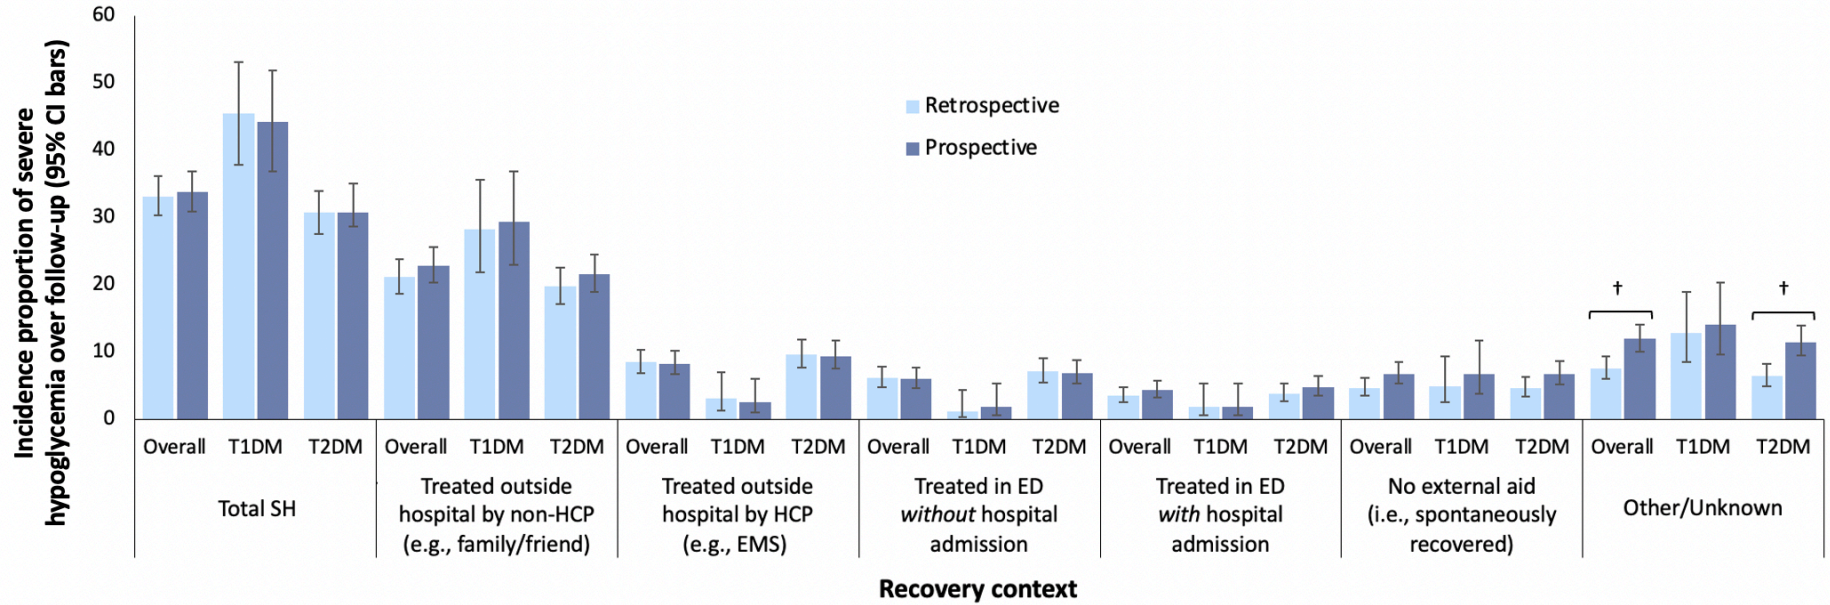 Incidence proportion of severe
hypoglycemia over follow-up (95% CI bars)
60
50
40
30
20
10
0
Retrospective
Prospective
†
†
Overall T1DM T2DM Overall T1DM T2DM Overall T1DM T2DM Overall T1DM T2DM Overall T1DM T2DM Overall T1DM T2DM Overall T1DM T2DM
Total SH
Treated outside
hospital by non-HCP
(e.g., family/friend)
Treated outside
hospital by HCP
(e.g., EMS)
Treated in ED
without hospital
admission
Treated in ED
with hospital
admission
No external aid
(i.e., spontaneously
recovered)
Other/Unknown
Recovery context